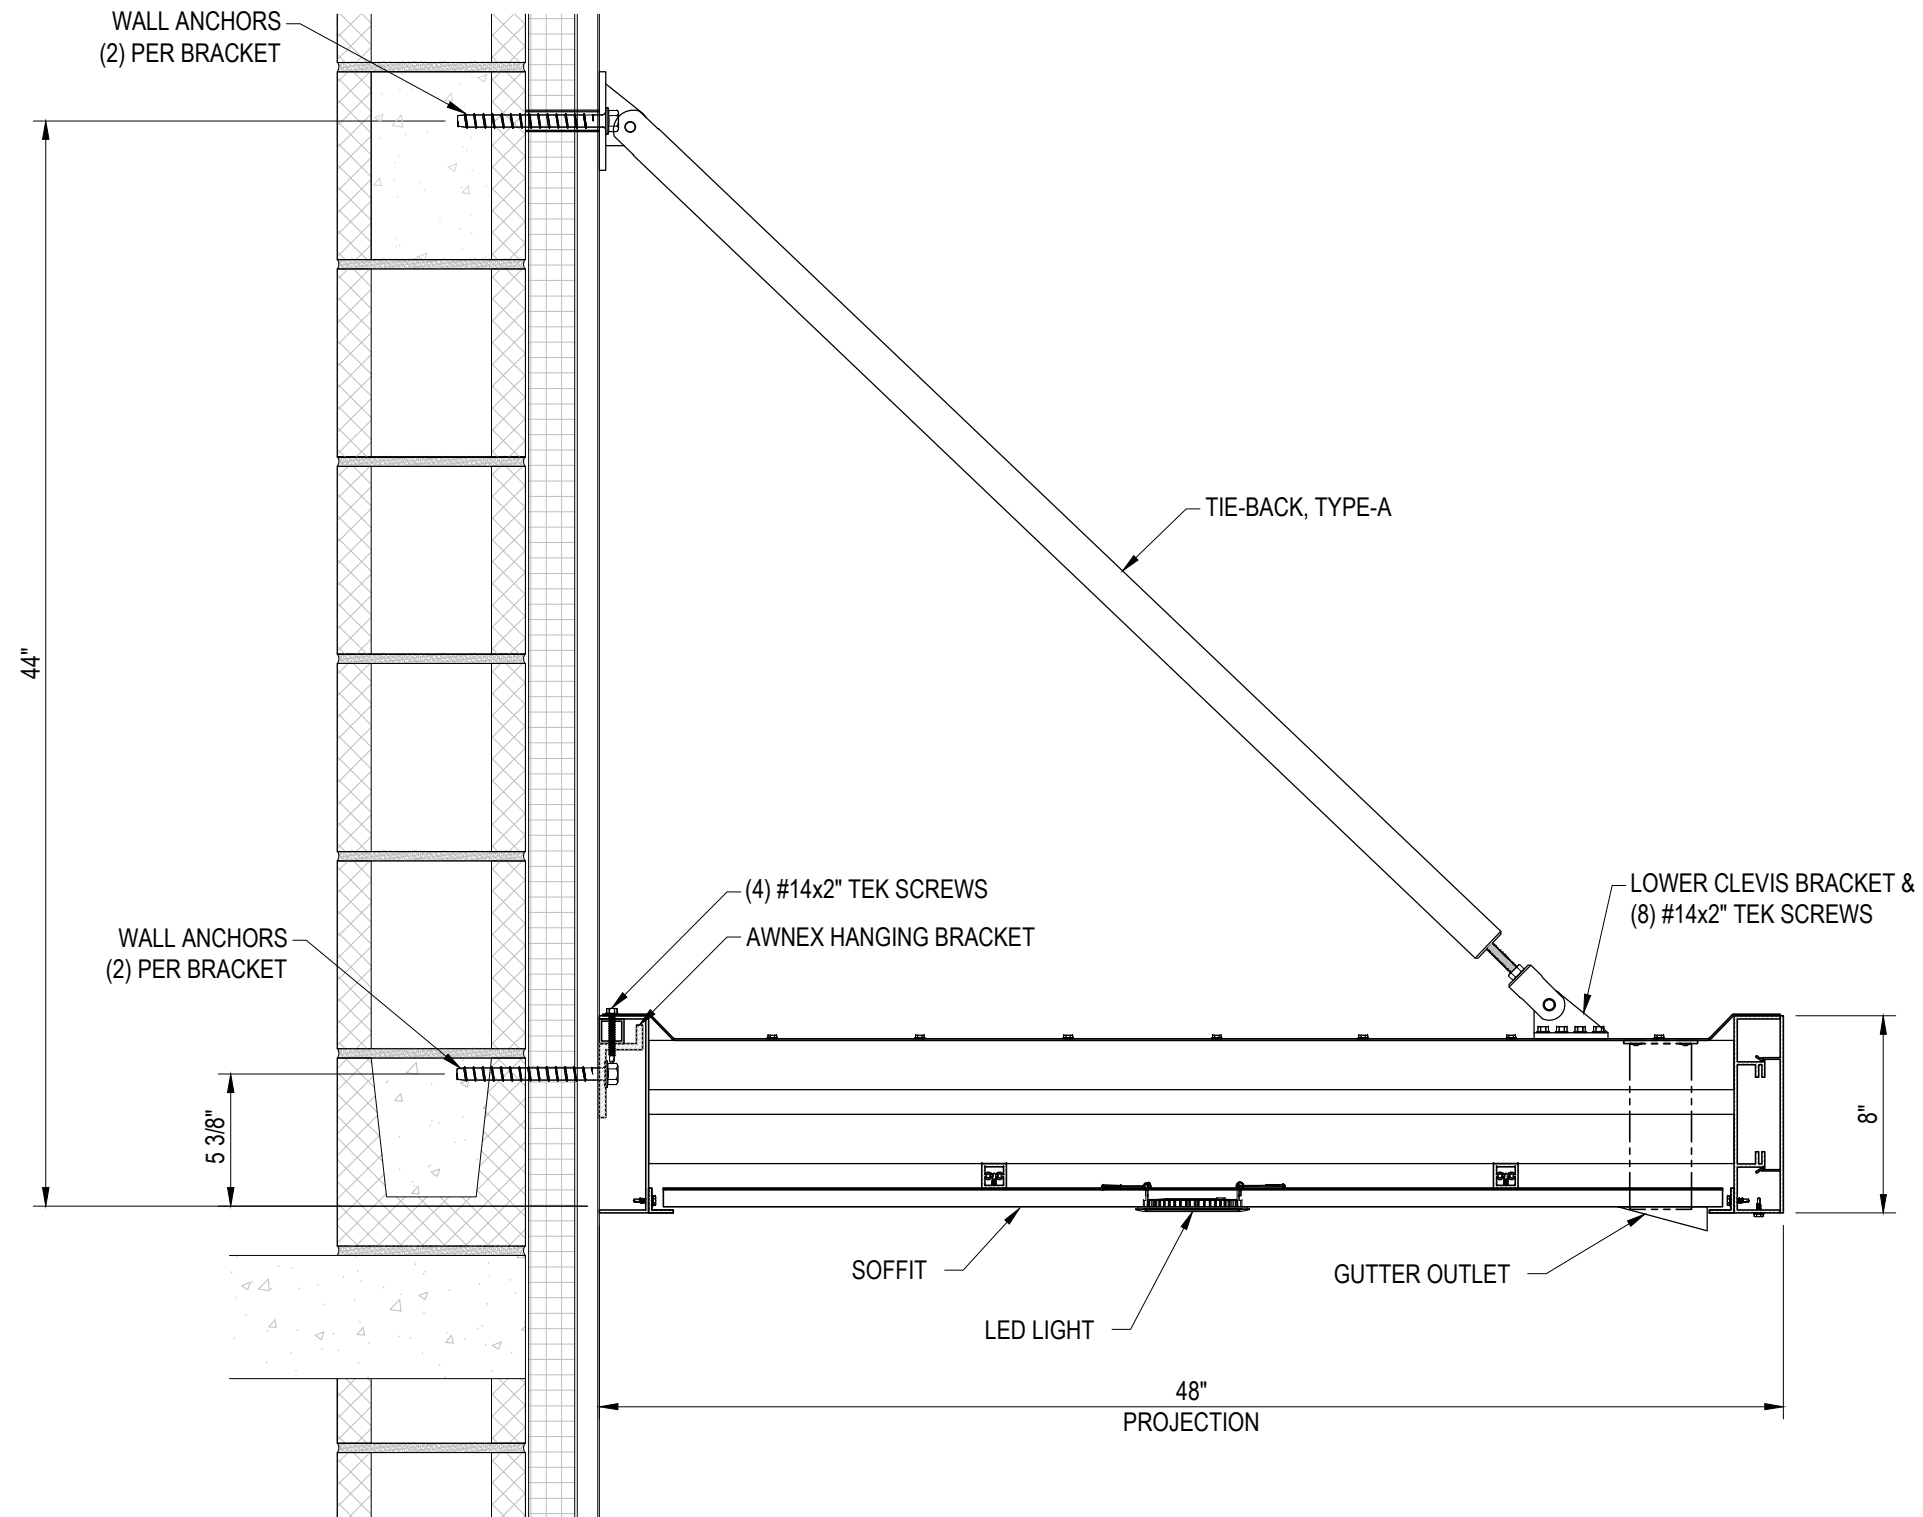 WALL ANCHORS
(2) PER BRACKET
TIE-BACK, TYPE-A
44"
(4) #14x2" TEK SCREWS
AWNEX HANGING BRACKET
LOWER CLEVIS BRACKET &
(8) #14x2" TEK SCREWS
WALL ANCHORS
(2) PER BRACKET
5 3/8"
8"
SOFFIT
GUTTER OUTLET
LED LIGHT
48"
PROJECTION